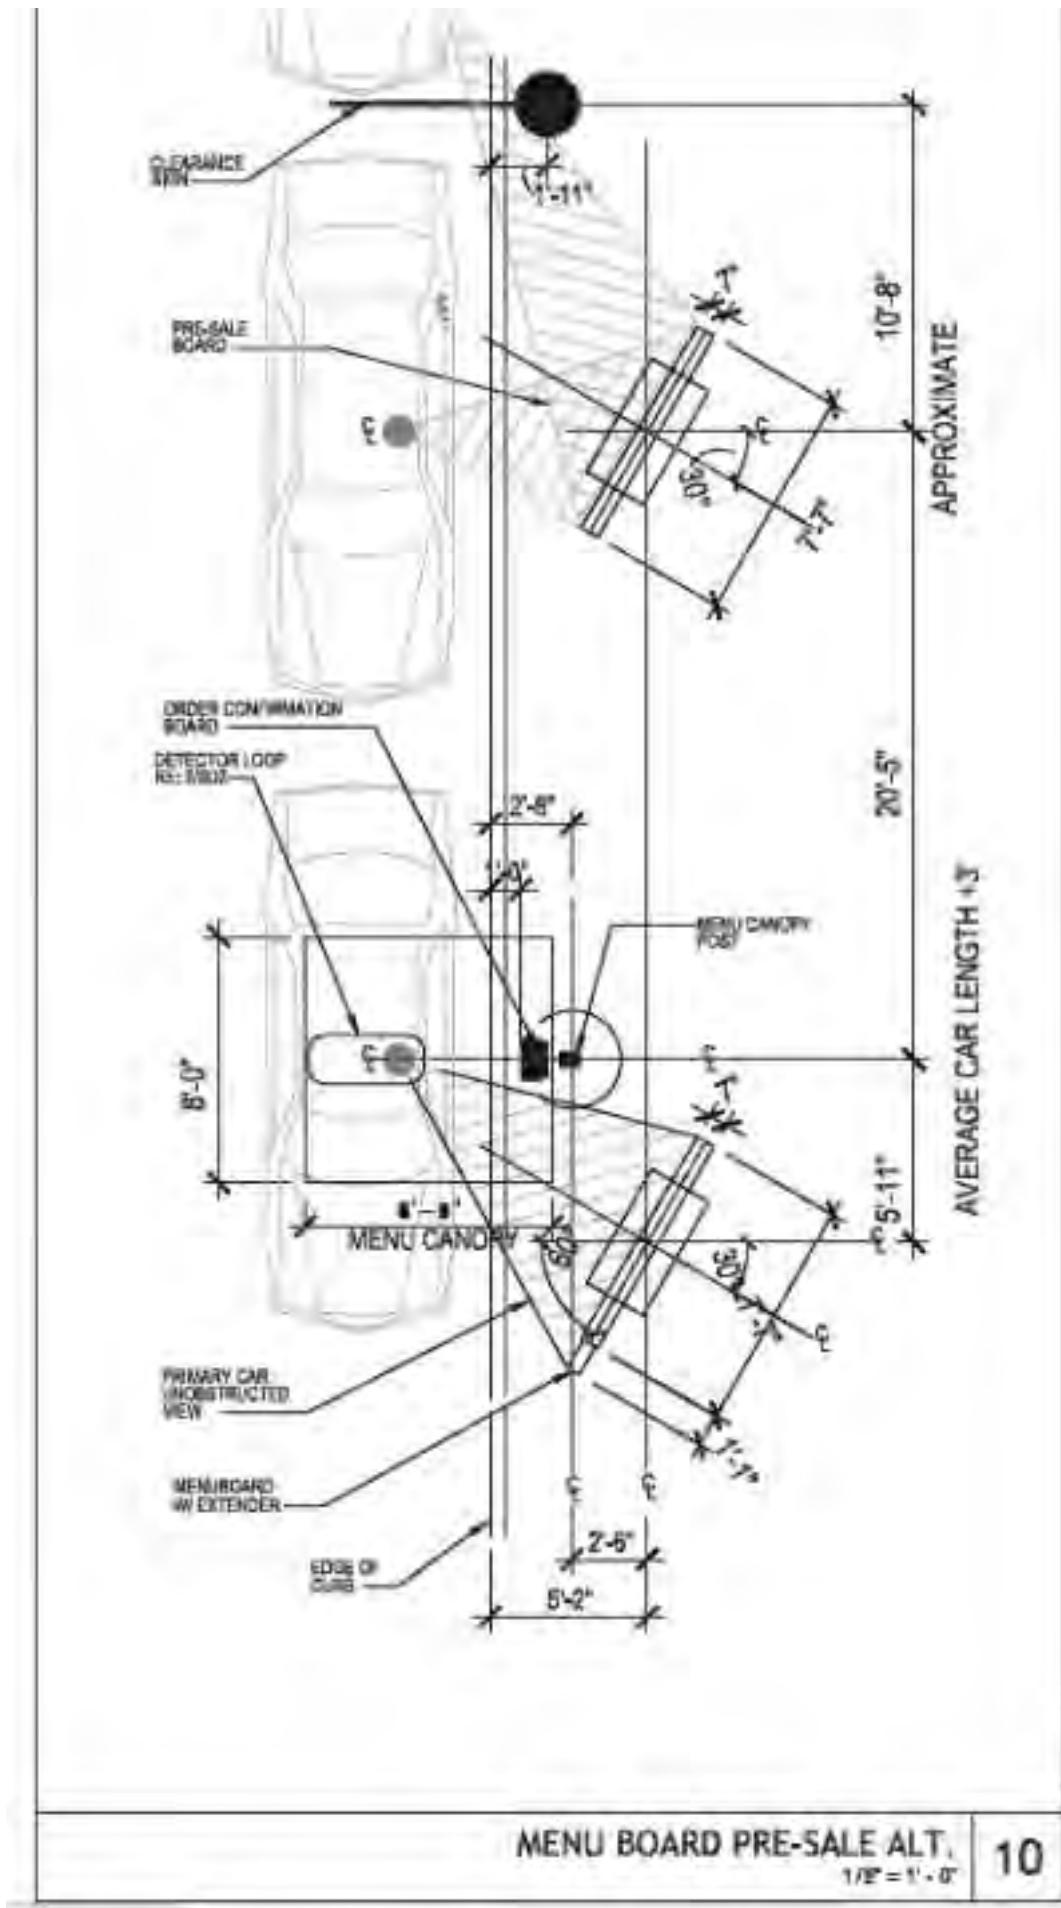 CLEARANCE
SIGN
1'-11"
PRE-SALE
BOARD
10'-8"
APPROXIMATE
30°
7'-7"
ORDER CONFIRMATION
BOARD
DETECTOR LOOP
2'-8"
20'-5"
MENU CANOPY
POST
AVERAGE CAR LENGTH +3'
8'-0"
MENU CANOPY
5'-11"
30°
PRIMARY CAR
UNOBSTRUCTED
VIEW
1'-1"
MENUBOARD
W/ EXTENDER
EDGE OF
CURB
2'-6"
5'-2"
MENU BOARD PRE-SALE ALT.
1/8" = 1' - 0"
10